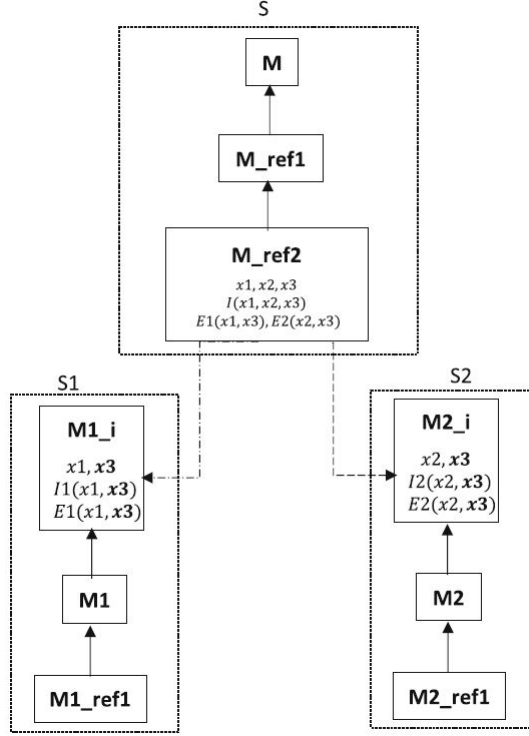 S
M
M_ref1
M_ref2
x1, x2, x3
I(x1, x2, x3)
E1(x1, x3), E2(x2, x3)
S1
M1_i
x1, x3
I1(x1, x3)
E1(x1, x3)
M1
M1_ref1
S2
M2_i
x2, x3
I2(x2, x3)
E2(x2, x3)
M2
M2_ref1